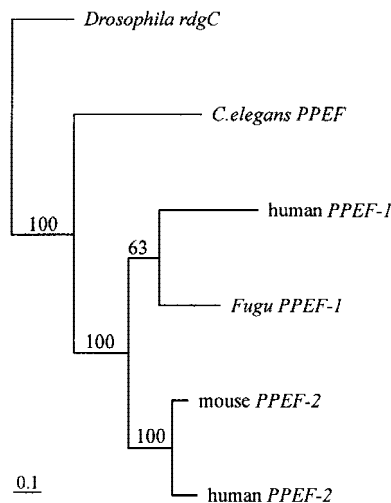 Drosophila rdgC
C.elegans PPEF
100
human PPEF-1
63
Fugu PPEF-1
100
mouse PPEF-2
100
human PPEF-2
0.1